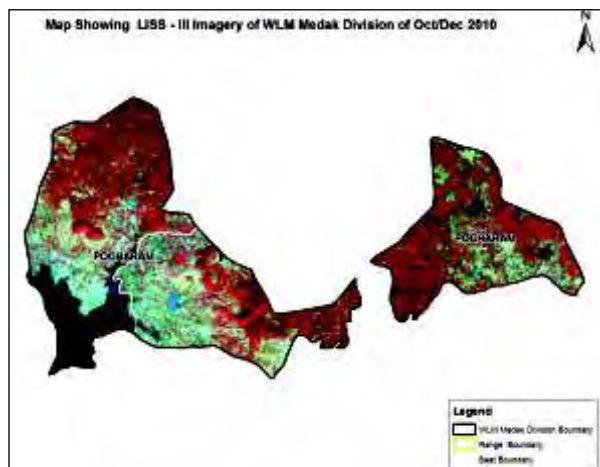 Map Showing LISS - III Imagery of WLM Medak Division of Oct/Dec 2010
N
POCHARAM
POCHARAM
Legend
WLM Medak Division Boundary
Range Boundary
Beat Boundary